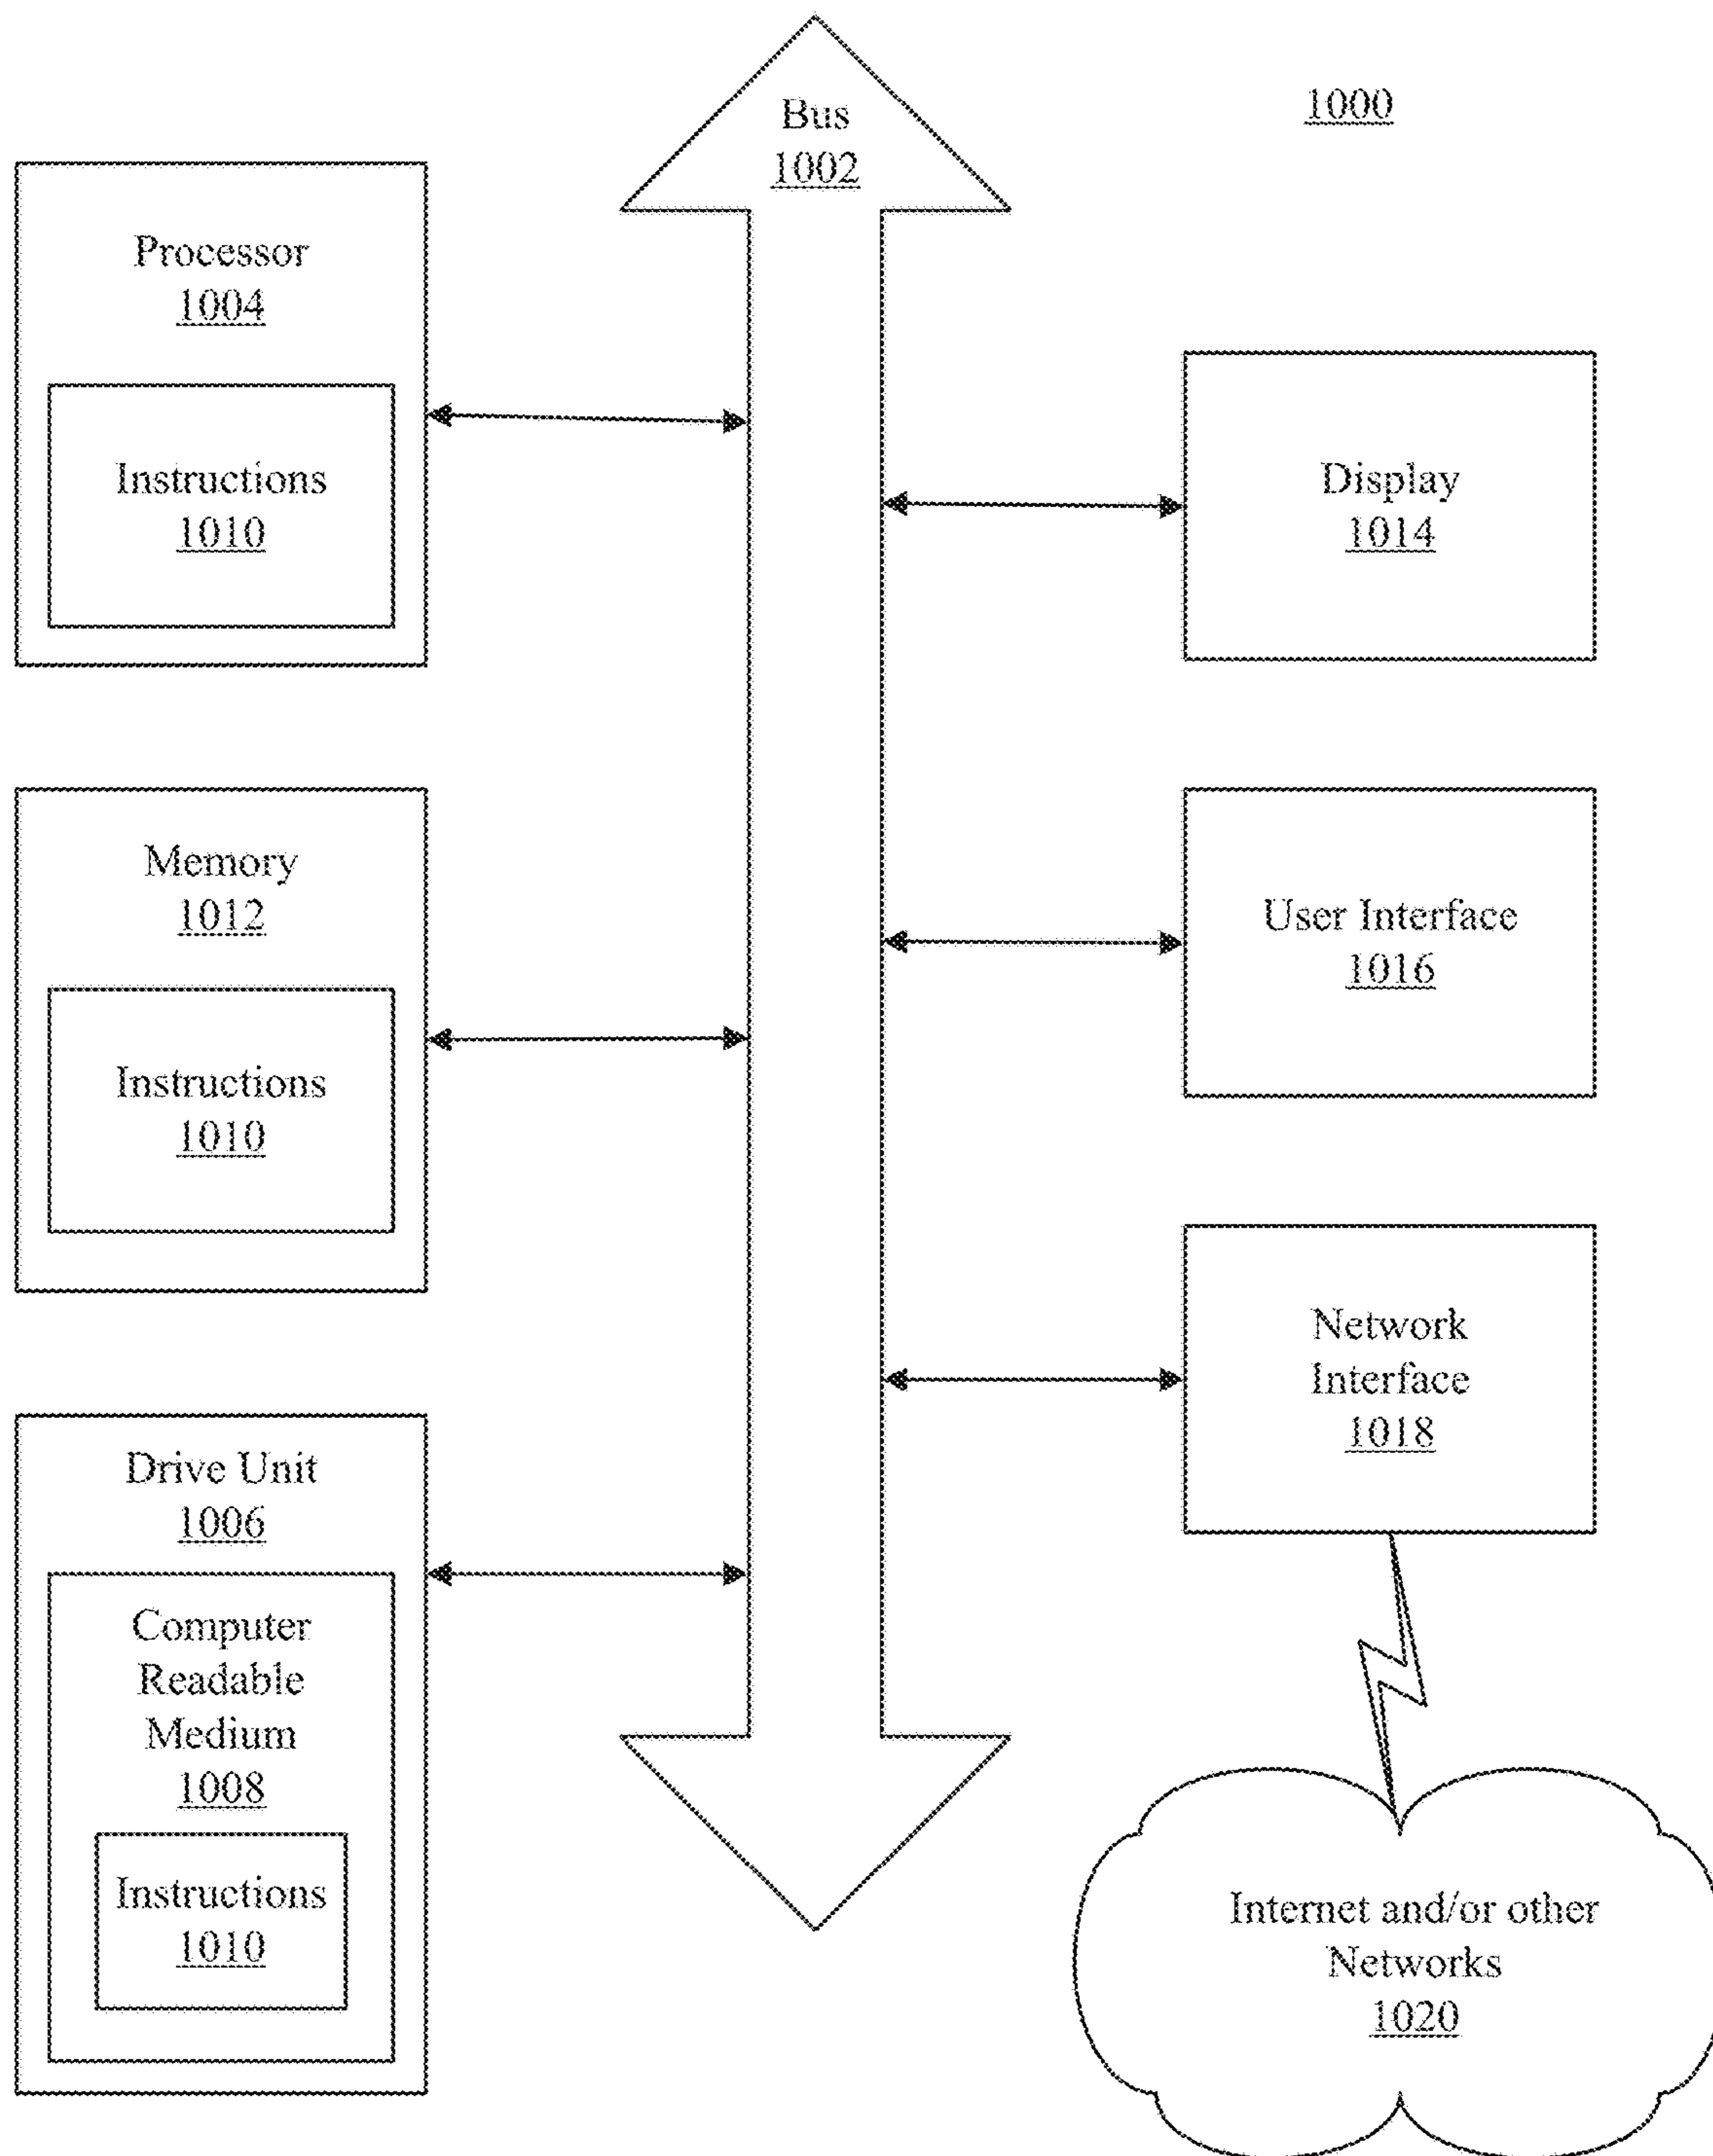 Bus
1002
1000
Processor
1004
Instructions
1010
Display
1014
Memory
1012
Instructions
1010
User Interface
1016
Network
Interface
1018
Drive Unit
1006
Computer
Readable
Medium
1008
Instructions
1010
Internet and/or other
Networks
1020